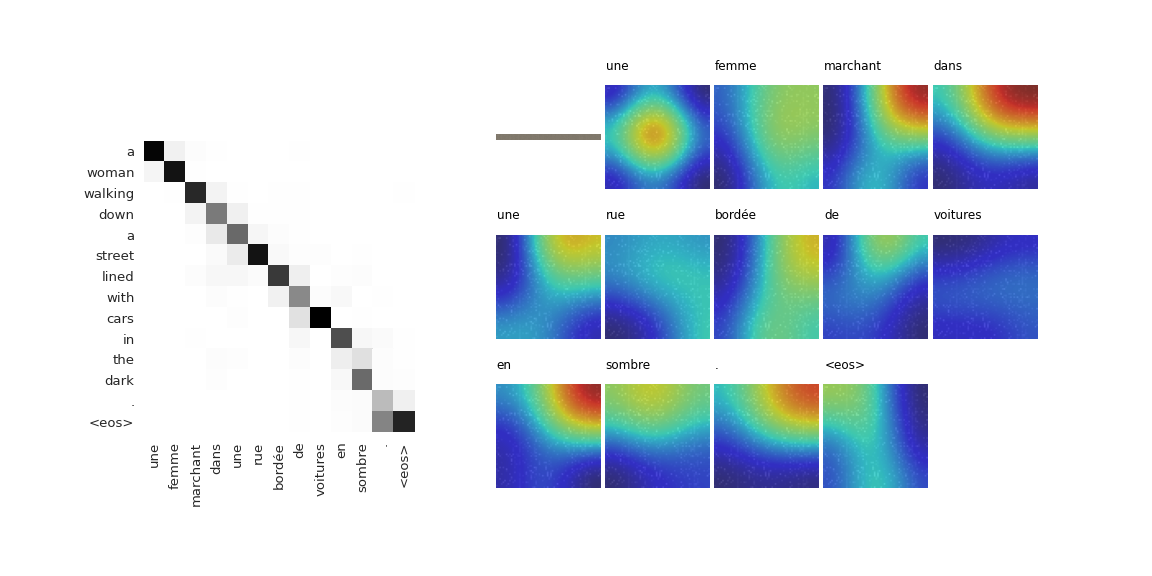 a
woman
walking
down
a
street
lined
with
cars
in
the
dark
.
<eos>
une
femme
marchant
dans
une
rue
bordée
de
voitures
en
sombre
.
<eos>
une femme marchant dans
une rue bordée de voitures
en sombre . <eos>